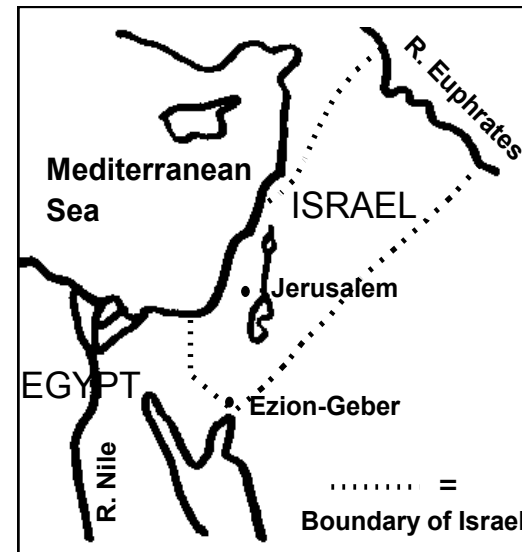 R. Euphrates
Mediterranean
Sea
ISRAEL
Jerusalem
EGYPT
Ezion-Geber
R. Nile
=
Boundary of Israel